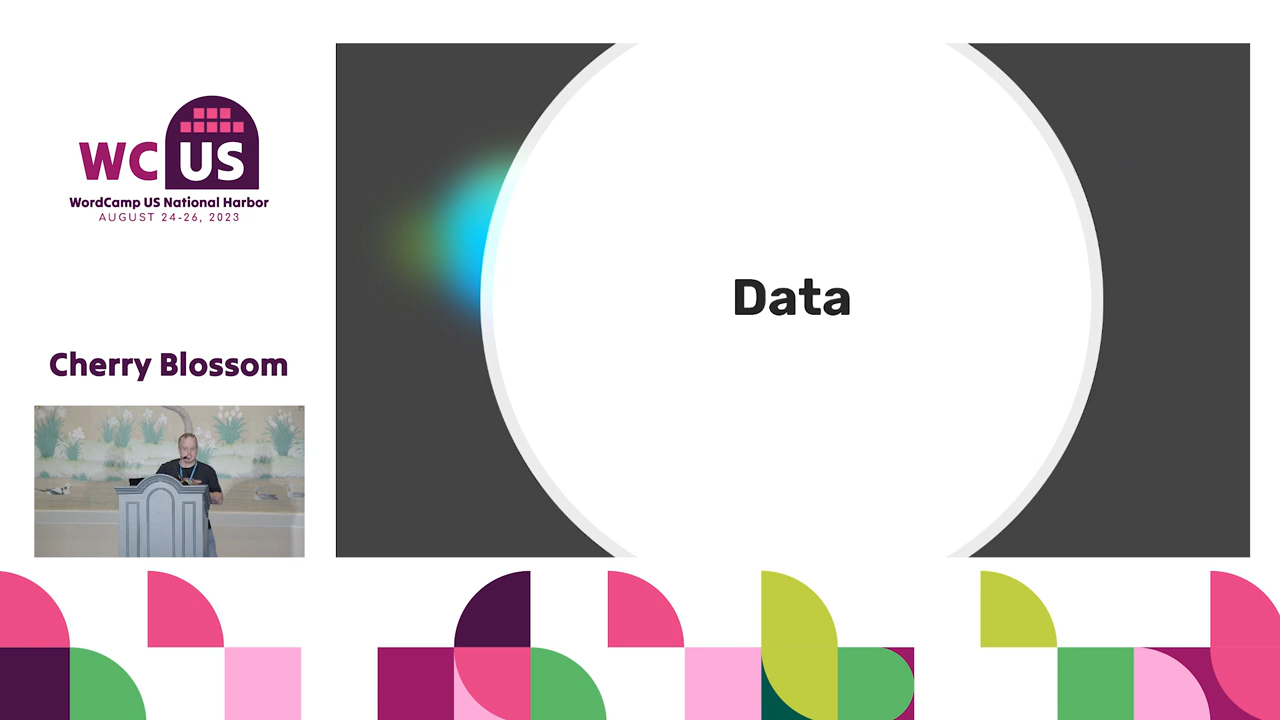 WC US
WordCamp US National Harbor
AUGUST 24-26, 2023
Cherry Blossom
Data